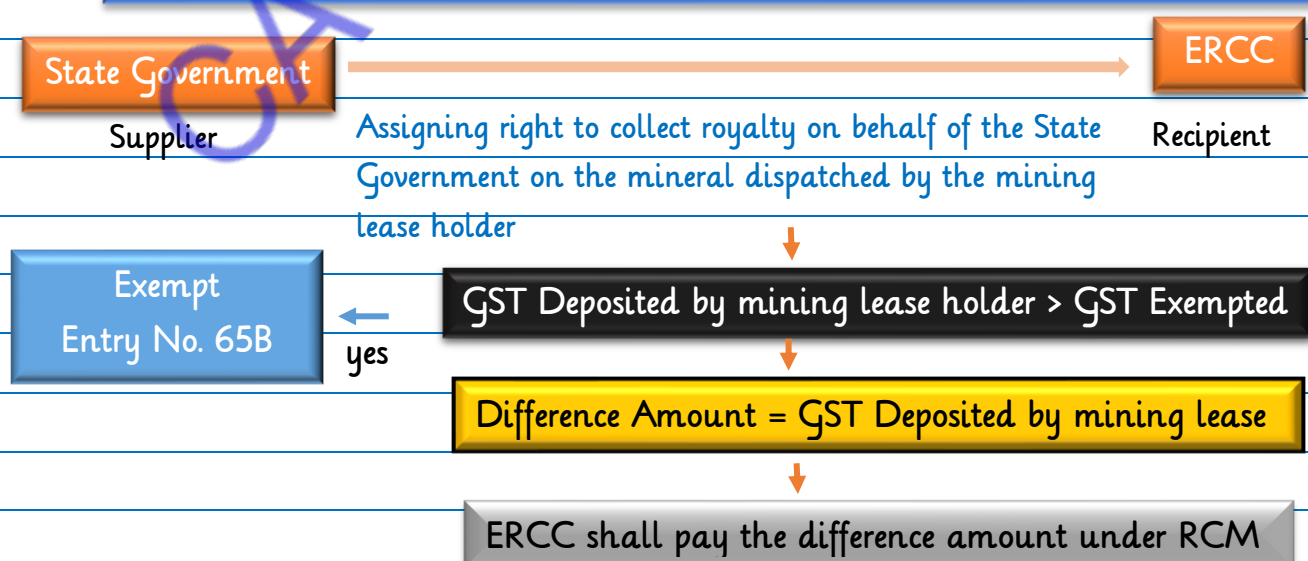 State Government
ERCC
Supplier
Recipient
Assigning right to collect royalty on behalf of the State
Government on the mineral dispatched by the mining
lease holder
Exempt
Entry No. 65B
yes
GST Deposited by mining lease holder > GST Exempted
Difference Amount = GST Deposited by mining lease
ERCC shall pay the difference amount under RCM
CA